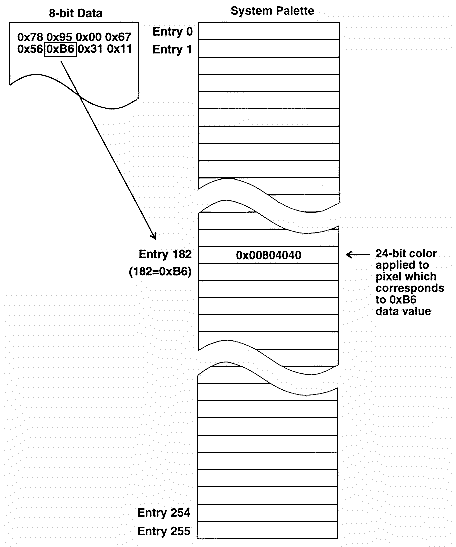 8-bit Data
System Palette
0x78 0x95 0x00 0x67
0x56 0xB6 0x31 0x11
Entry 0
Entry 1
Entry 182
(182=0xB6)
0x00804040
24-bit color
applied to
pixel which
corresponds
to 0xB6
data value
Entry 254
Entry 255